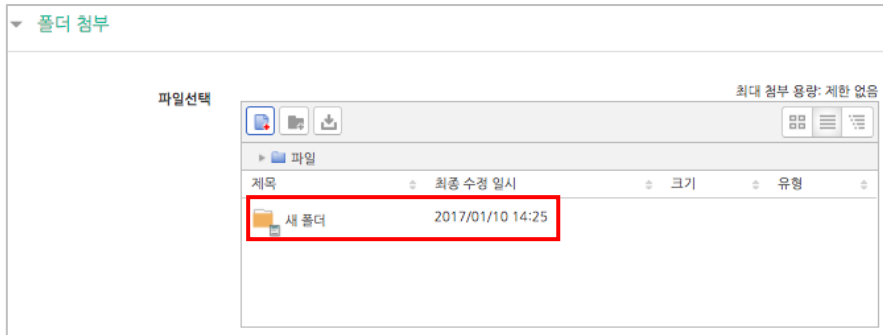 폴더 첨부
최대 첨부 용량: 제한 없음
파일선택
파일
제목 최종 수정 일시 크기 유형
새 폴더 2017/01/10 14:25